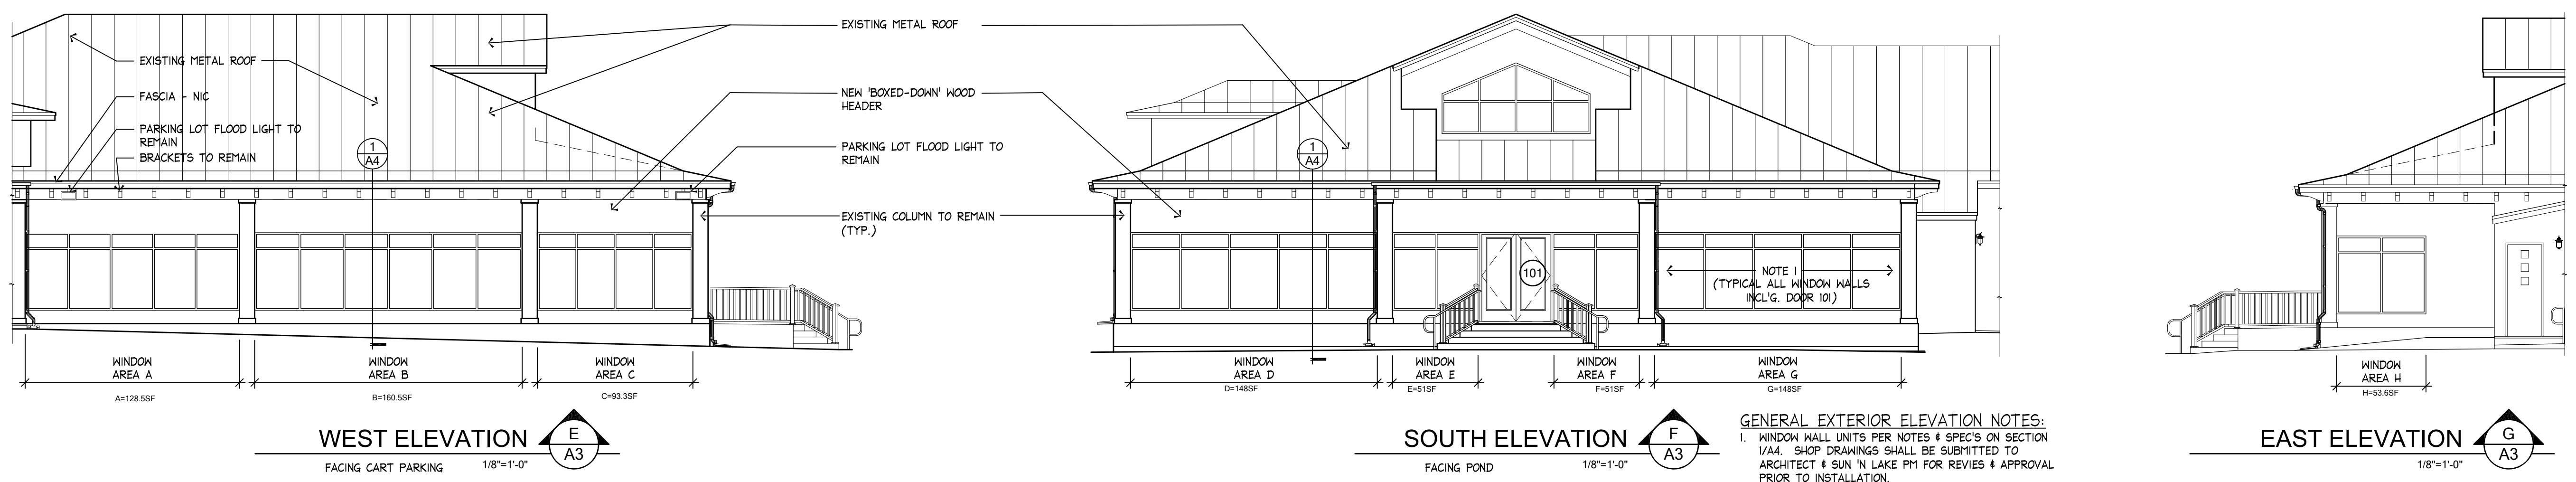 EXISTING METAL ROOF
FASCIA - NIC
PARKING LOT FLOOD LIGHT TO
REMAIN
BRACKETS TO REMAIN
1
A4
EXISTING METAL ROOF
NEW 'BOXED-DOWN' WOOD
HEADER
PARKING LOT FLOOD LIGHT TO
REMAIN
EXISTING COLUMN TO REMAIN
(TYP.)
WINDOW
AREA A
A=128.5SF
WINDOW
AREA B
B=160.5SF
WINDOW
AREA C
C=93.3SF
WEST ELEVATION
E
A3
FACING CART PARKING
1/8"=1'-0"
1
A4
101
NOTE 1
(TYPICAL ALL WINDOW WALLS
INCL'G. DOOR 101)
WINDOW
AREA D
D=148SF
WINDOW
AREA E
E=51SF
WINDOW
AREA F
F=51SF
WINDOW
AREA G
G=148SF
SOUTH ELEVATION
F
A3
FACING POND
1/8"=1'-0"
GENERAL EXTERIOR ELEVATION NOTES:
1. WINDOW WALL UNITS PER NOTES & SPEC'S ON SECTION
1/A4. SHOP DRAWINGS SHALL BE SUBMITTED TO
ARCHITECT & SUN 'N LAKE PM FOR REVIES & APPROVAL
PRIOR TO INSTALLATION.
WINDOW
AREA H
H=53.6SF
EAST ELEVATION
G
A3
1/8"=1'-0"